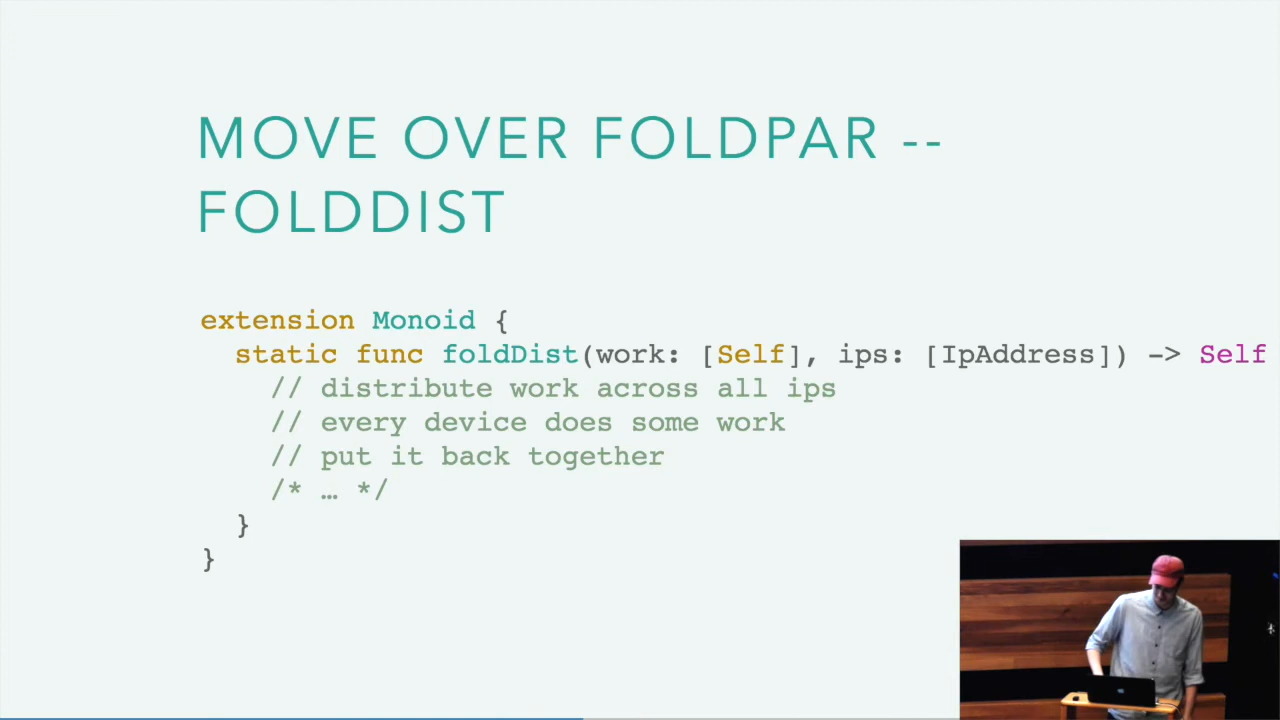 MOVE OVER FOLDPAR --
FOLDDIST
extension Monoid {
  static func foldDist(work: [Self], ips: [IpAddress]) -> Self
    // distribute work across all ips
    // every device does some work
    // put it back together
    /* … */
  }
}